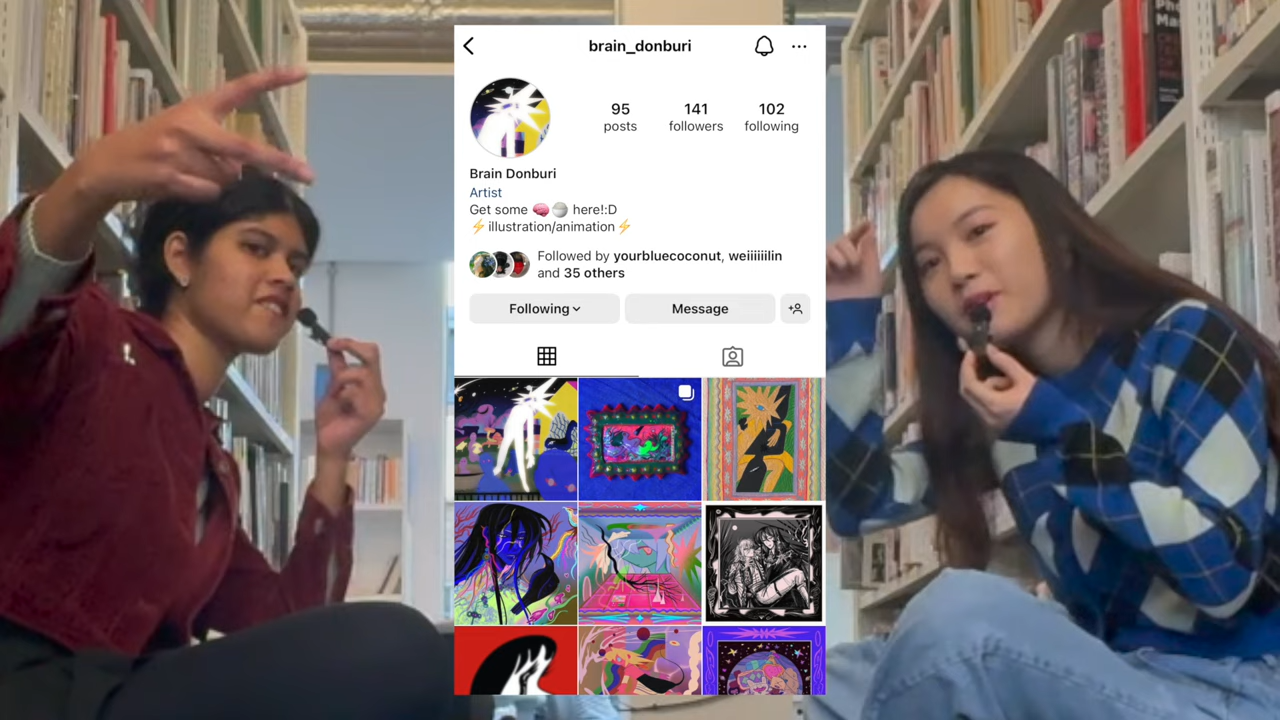 brain_donburi
95 141 102
posts followers following
Brain Donburi
Artist
Get some 🧠🍚 here!:D
⚡illustration/animation⚡
Followed by yourbluecoconut, weiiiiiilin
and 35 others
Following Message